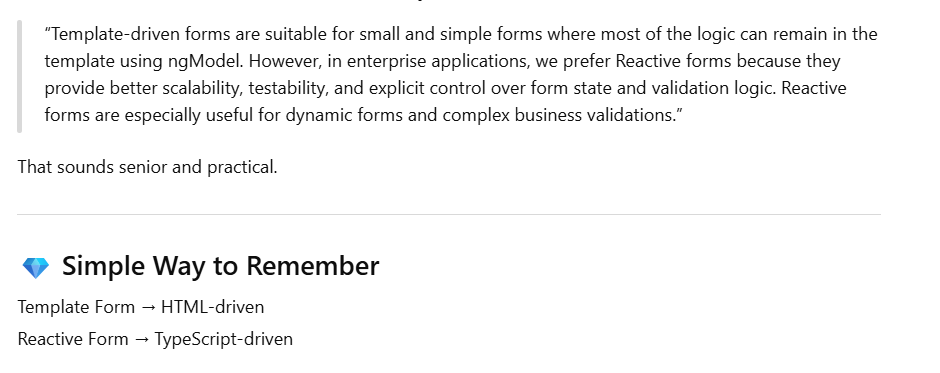 “Template-driven forms are suitable for small and simple forms where most of the logic can remain in the
template using ngModel. However, in enterprise applications, we prefer Reactive forms because they
provide better scalability, testability, and explicit control over form state and validation logic. Reactive
forms are especially useful for dynamic forms and complex business validations.”
That sounds senior and practical.
💎 Simple Way to Remember
Template Form → HTML-driven
Reactive Form → TypeScript-driven